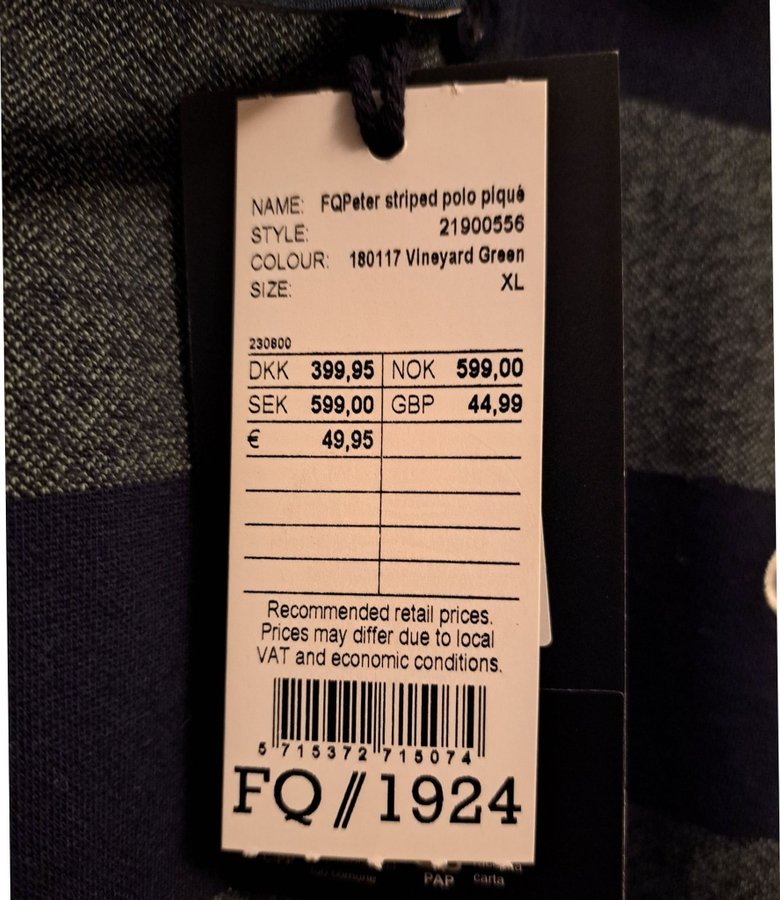 NAME: FQPeter striped polo piqué
STYLE: 21900556
COLOUR: 180117 Vineyard Green
SIZE: XL
230800
DKK 399,95 NOK 599,00
SEK 599,00 GBP 44,99
€ 49,95
Recommended retail prices.
Prices may differ due to local
VAT and economic conditions.
5 715372 715074
FQ//1924
PAP carta